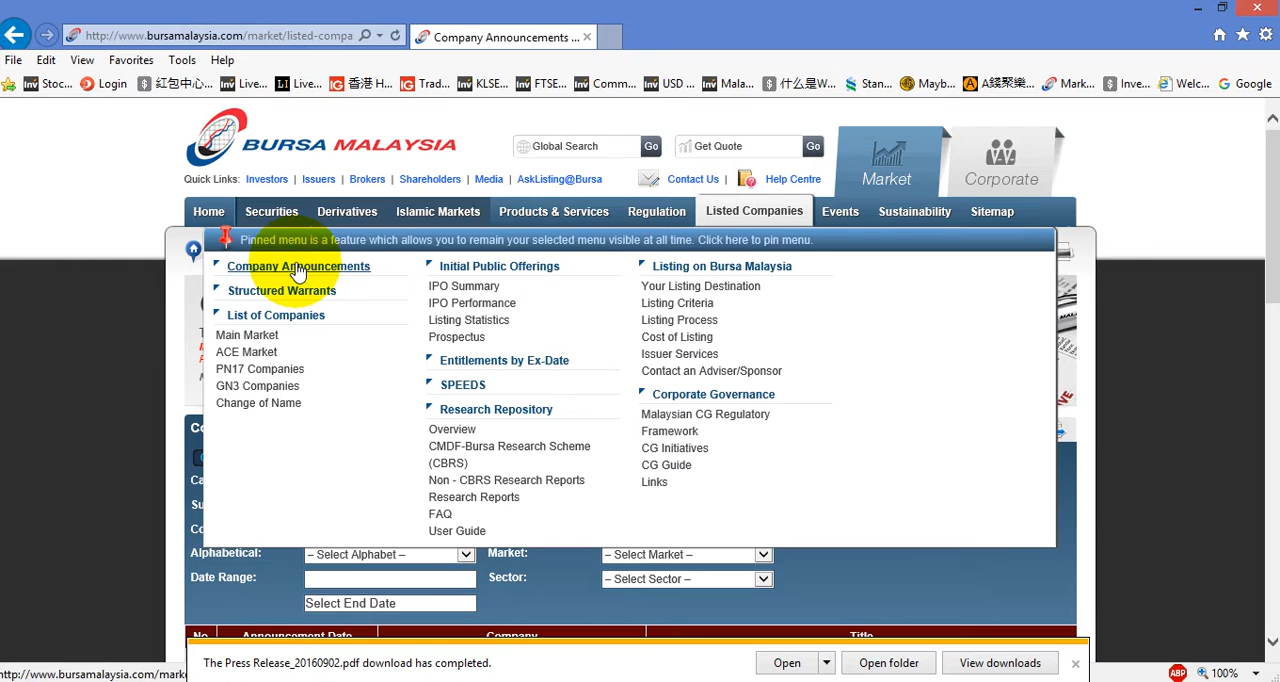 http://www.bursamalaysia.com/market/listed-compa
Company Announcements ...
File Edit View Favorites Tools Help
Stoc... Login 红包中心... Live... Live... 香港 H... Trad... KLSE... FTSE... Comm... USD ... Mala... 什么是W... Stan... Mayb... A錢聚樂... Mark... Inve... Welc... Google
BURSA MALAYSIA
Global Search Go Get Quote Go
Market
Corporate
Quick Links: Investors | Issuers | Brokers | Shareholders | Media | AskListing@Bursa Contact Us | Help Centre
Home Securities Derivatives Islamic Markets Products & Services Regulation Listed Companies Events Sustainability Sitemap
Pinned menu is a feature which allows you to remain your selected menu visible at all time. Click here to pin menu.
Company Announcements
Structured Warrants
List of Companies
Main Market
ACE Market
PN17 Companies
GN3 Companies
Change of Name
Initial Public Offerings
IPO Summary
IPO Performance
Listing Statistics
Prospectus
Entitlements by Ex-Date
SPEEDS
Research Repository
Overview
CMDF-Bursa Research Scheme
(CBRS)
Non - CBRS Research Reports
Research Reports
FAQ
User Guide
Listing on Bursa Malaysia
Your Listing Destination
Listing Criteria
Listing Process
Cost of Listing
Issuer Services
Contact an Adviser/Sponsor
Corporate Governance
Malaysian CG Regulatory
Framework
CG Initiatives
CG Guide
Links
Alphabetical: – Select Alphabet – Market: – Select Market –
Date Range: Sector: – Select Sector –
Select End Date
No Announcement Date Company Title
The Press Release_20160902.pdf download has completed.
Open Open folder View downloads
http://www.bursamalaysia.com/marke
ABP 100%